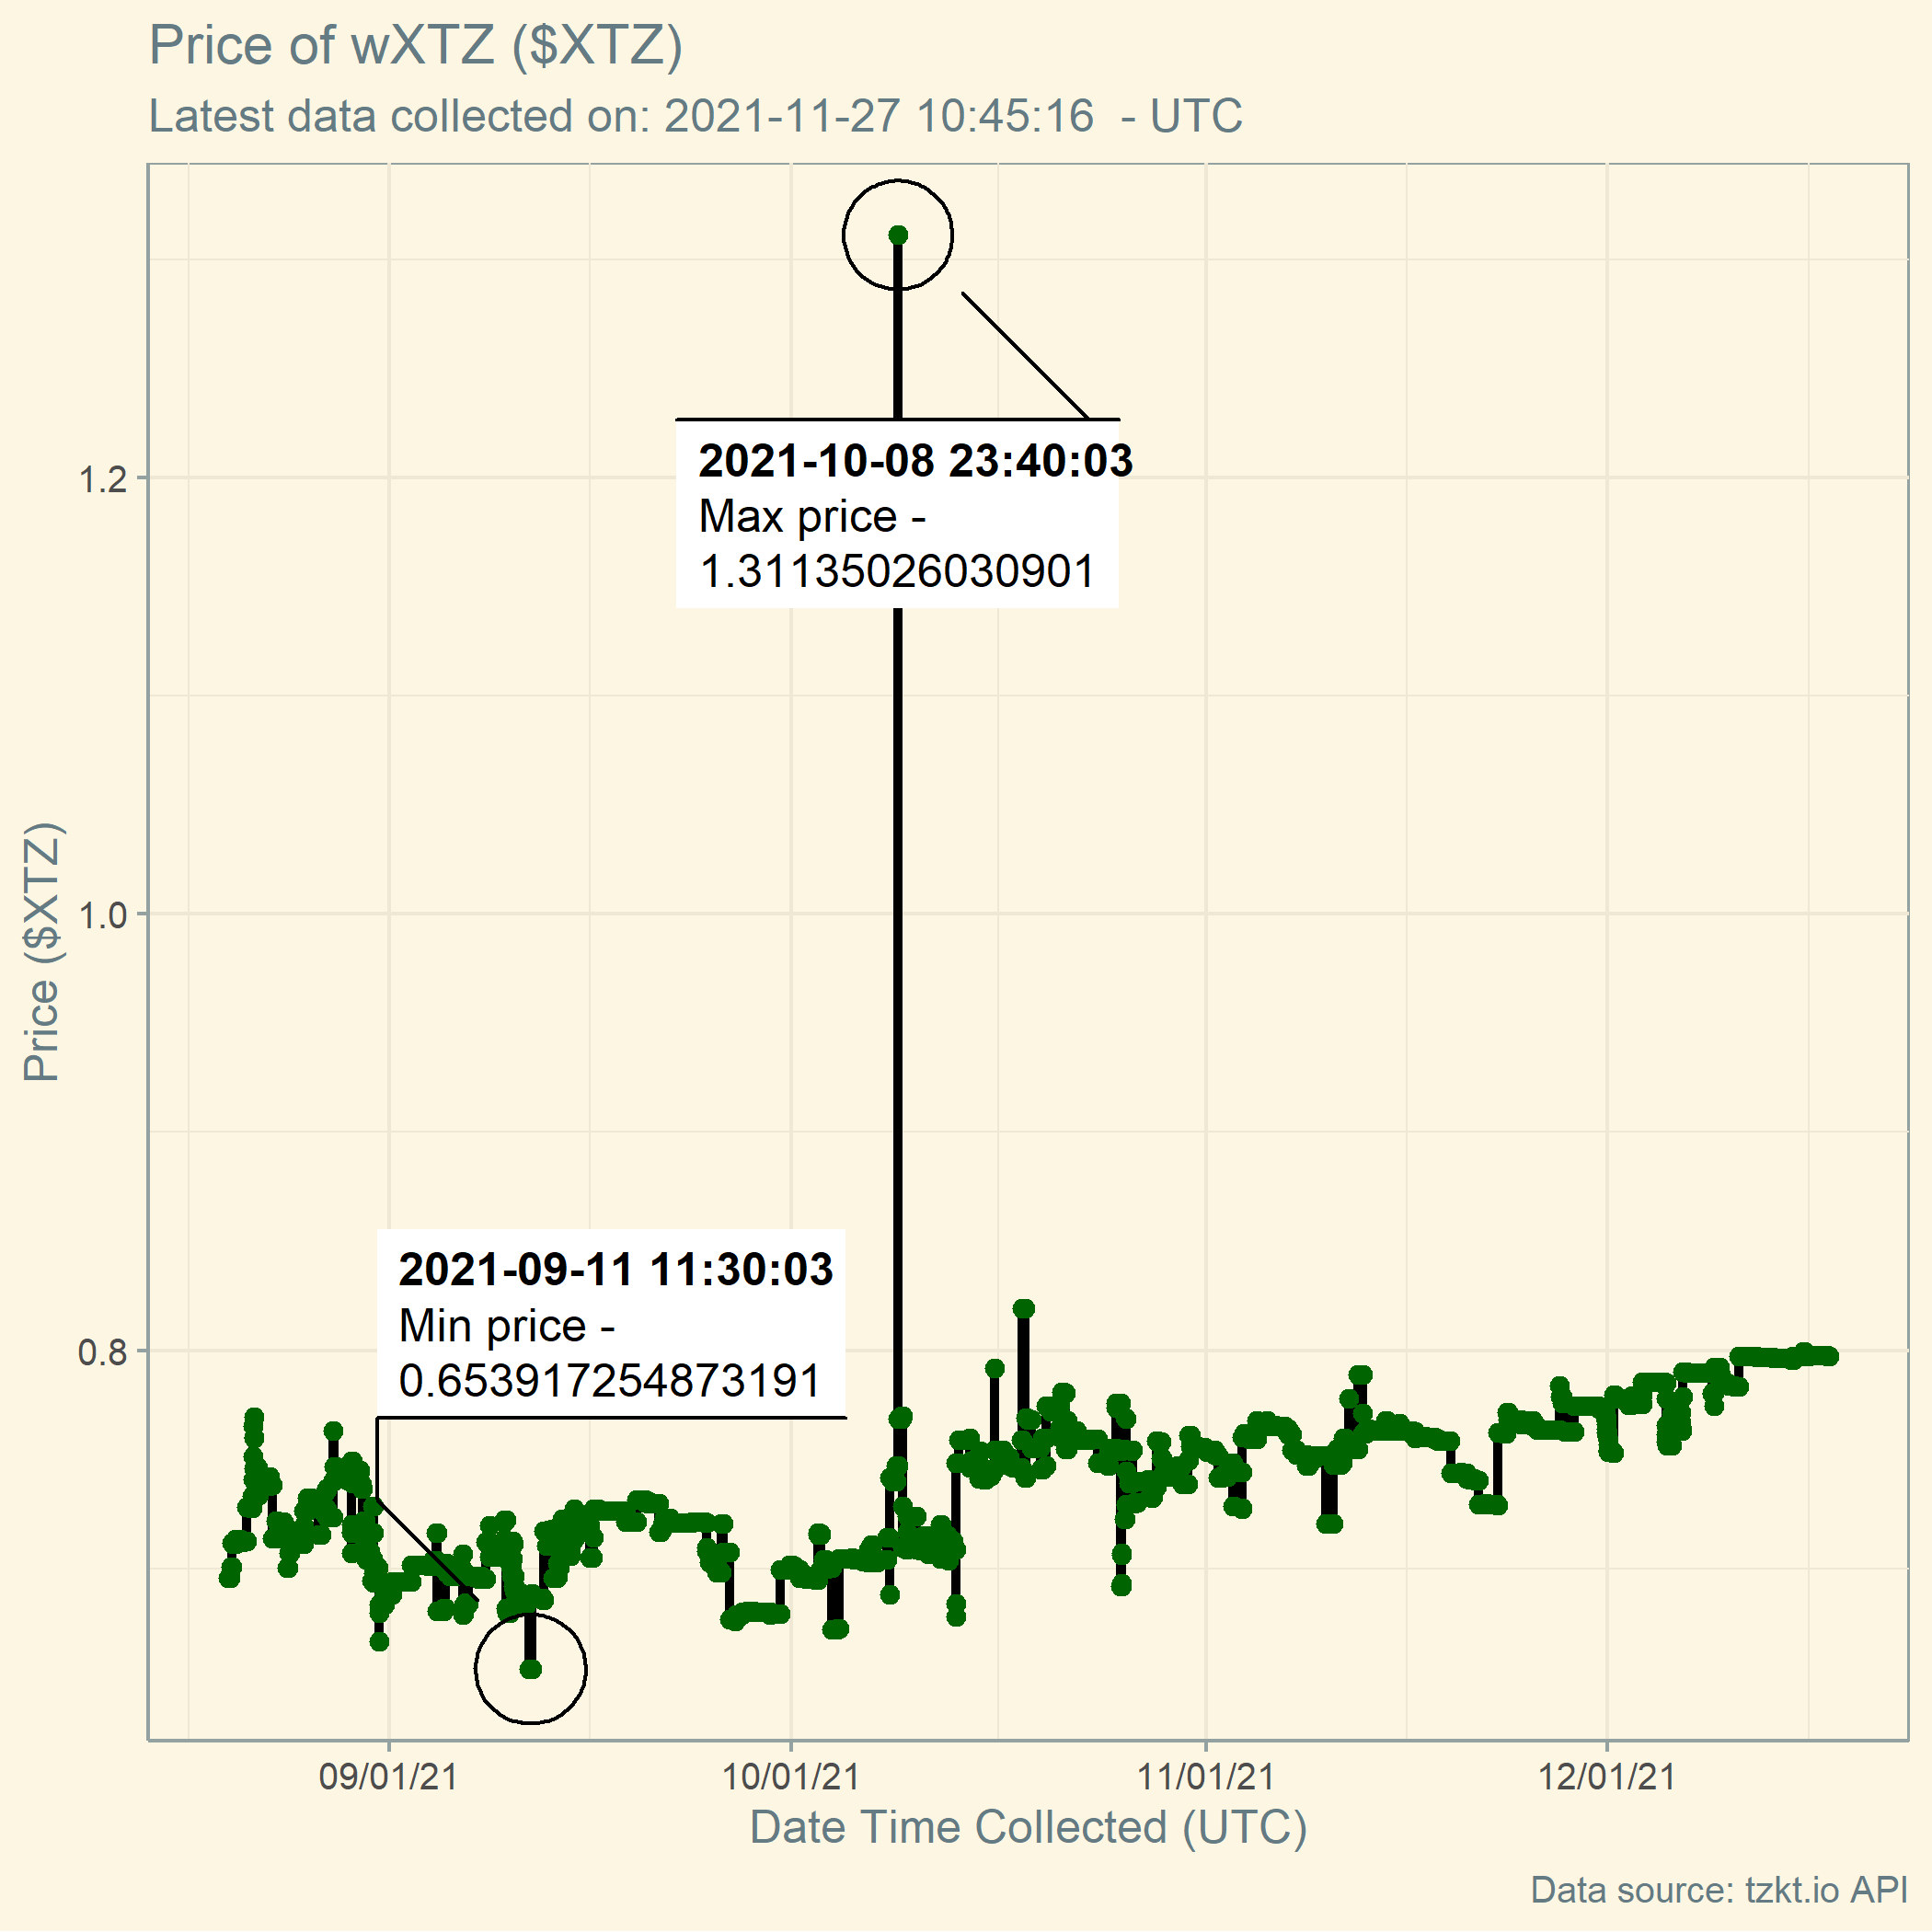 Price of wXTZ ($XTZ)
Latest data collected on: 2021-11-27 10:45:16  - UTC
2021-10-08 23:40:03
Max price -
1.31135026030901
1.2
1.0
Price ($XTZ)
2021-09-11 11:30:03
Min price -
0.653917254873191
0.8
09/01/21
10/01/21
11/01/21
12/01/21
Date Time Collected (UTC)
Data source: tzkt.io API